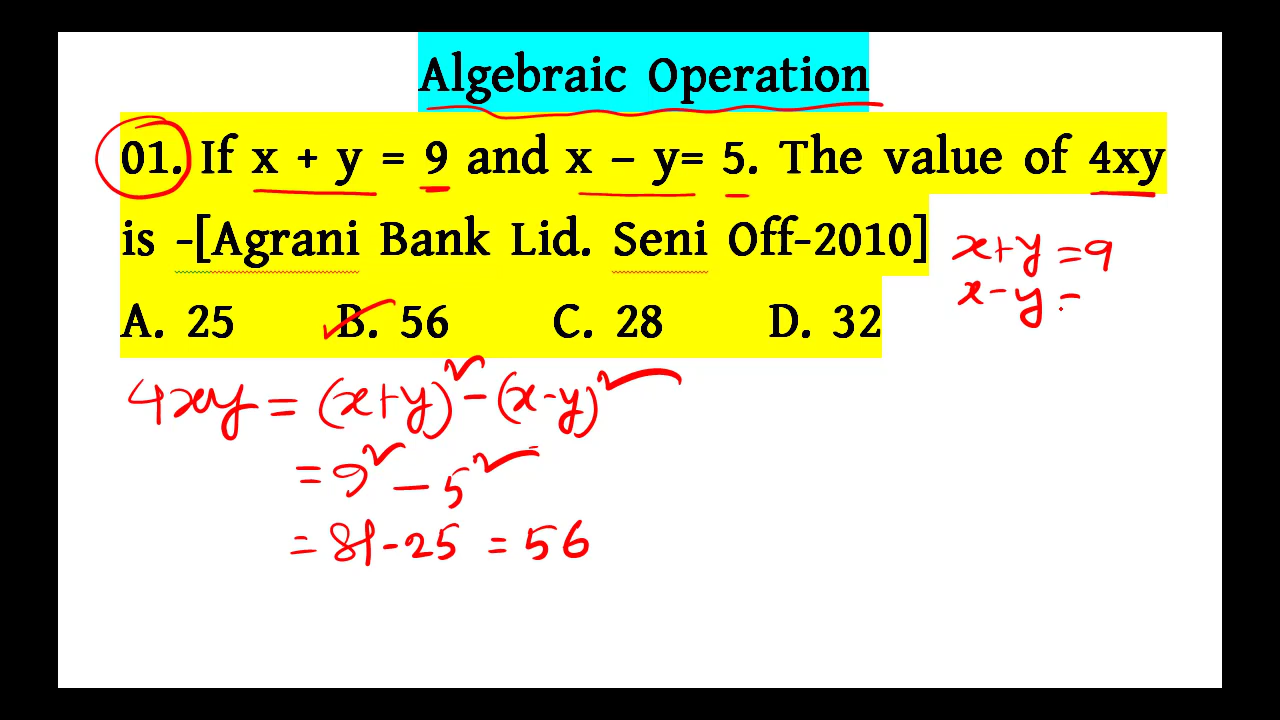 Algebraic Operation
01. If x + y = 9 and x – y= 5. The value of 4xy
is -[Agrani Bank Lid. Seni Off-2010]
x+y =9
x-y =
A. 25 B. 56 C. 28 D. 32
4xy = (x+y)² - (x-y)²
= 9² - 5²
= 81-25 = 56